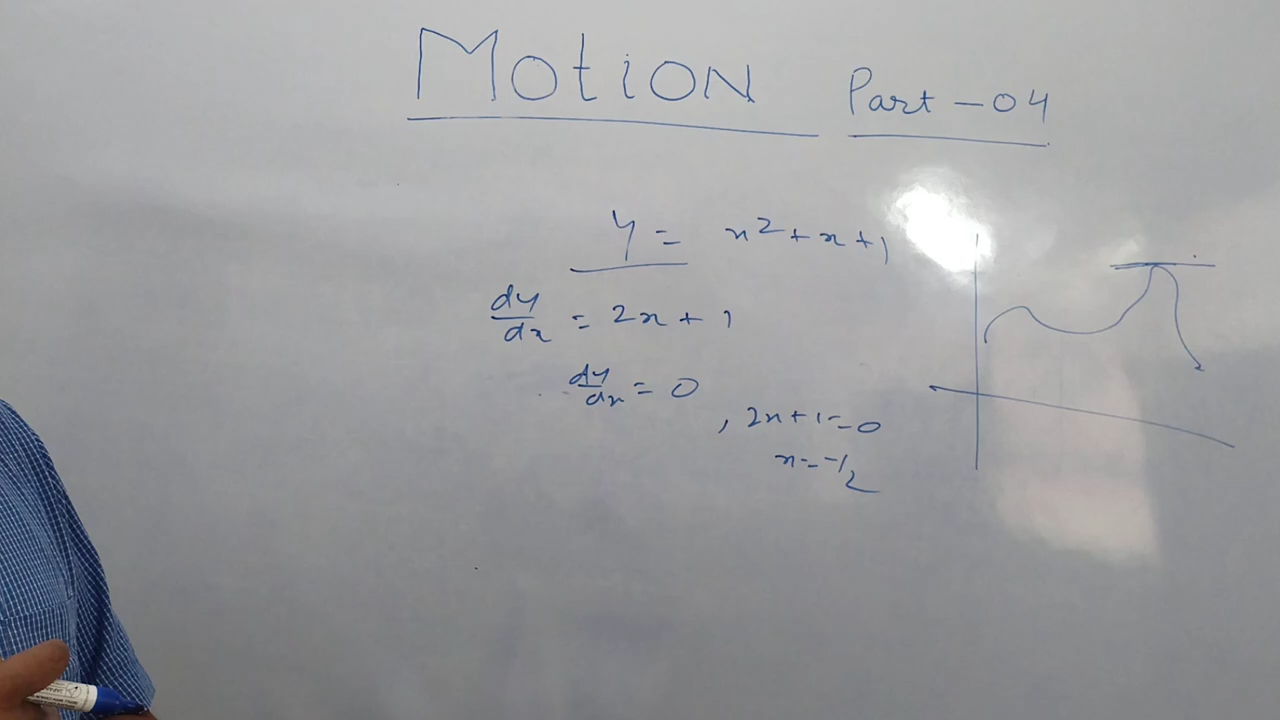 MOTION Part - 04
y = x² + x + 1
dy/dx = 2x + 1
dy/dx = 0
, 2x + 1 = 0
x = -1/2